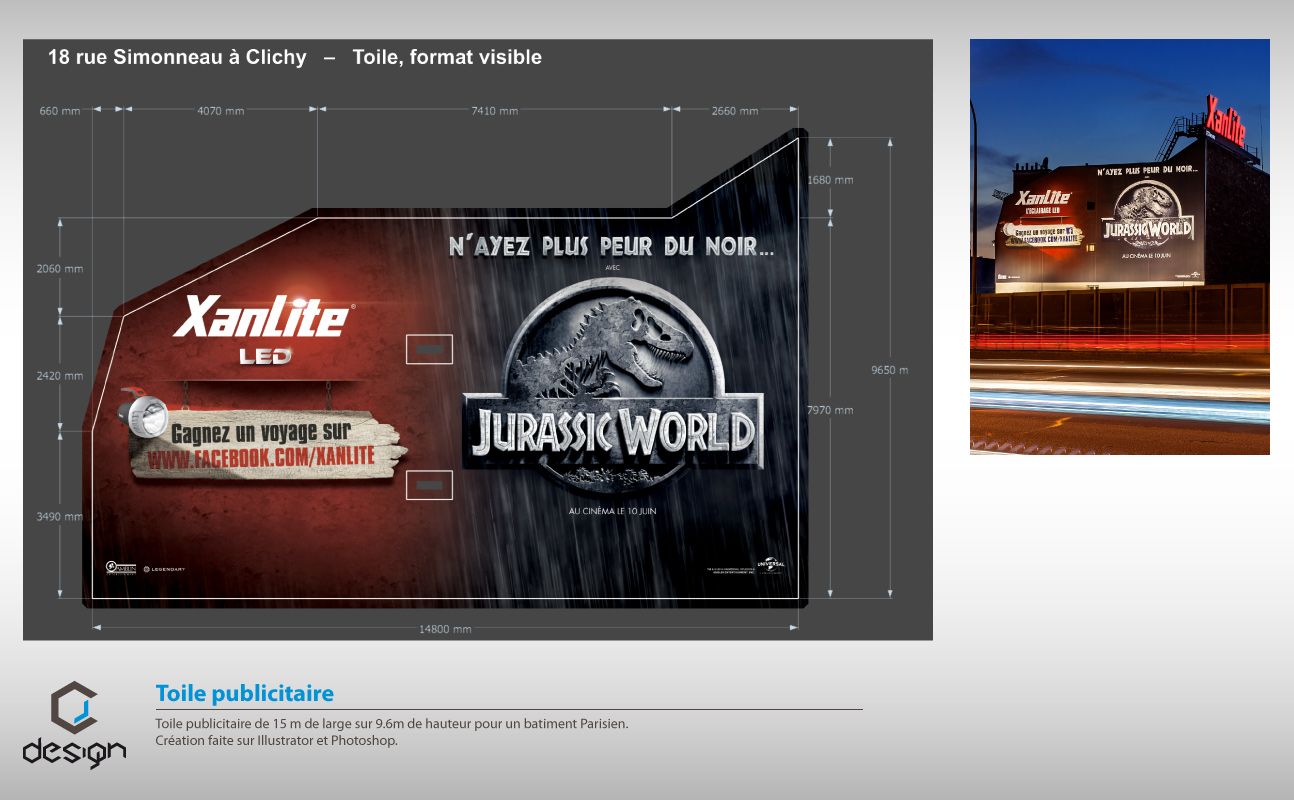 18 rue Simonneau à Clichy – Toile, format visible
660 mm
4070 mm
7410 mm
2660 mm
1680 mm
2060 mm
N'AYEZ PLUS PEUR DU NOIR...
AVEC
XanLite®
LED
2420 mm
9650 m
7970 mm
Gagnez un voyage sur
WWW.FACEBOOK.COM/XANLITE
JURASSIC WORLD
AU CINÉMA LE 10 JUIN
3490 mm
AMBLIN
LEGENDARY
UNIVERSAL
14800 mm
XanLite
N'AYEZ PLUS PEUR DU NOIR...
XanLite
L'ÉCLAIRAGE LED
Gagnez un voyage sur
WWW.FACEBOOK.COM/XANLITE
JURASSIC WORLD
AU CINÉMA LE 10 JUIN
design
Toile publicitaire
Toile publicitaire de 15 m de large sur 9.6m de hauteur pour un batiment Parisien.
Création faite sur Illustrator et Photoshop.